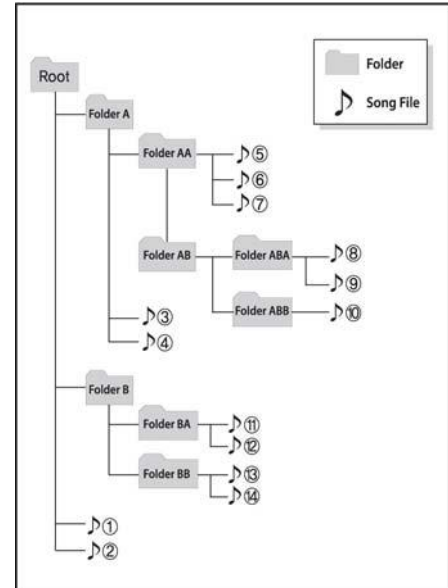 Folder
Song File
Root
Folder A
Folder AA
⑤
⑥
⑦
Folder AB
Folder ABA
⑧
⑨
Folder ABB
⑩
③
④
Folder B
Folder BA
⑪
⑫
Folder BB
⑬
⑭
①
②